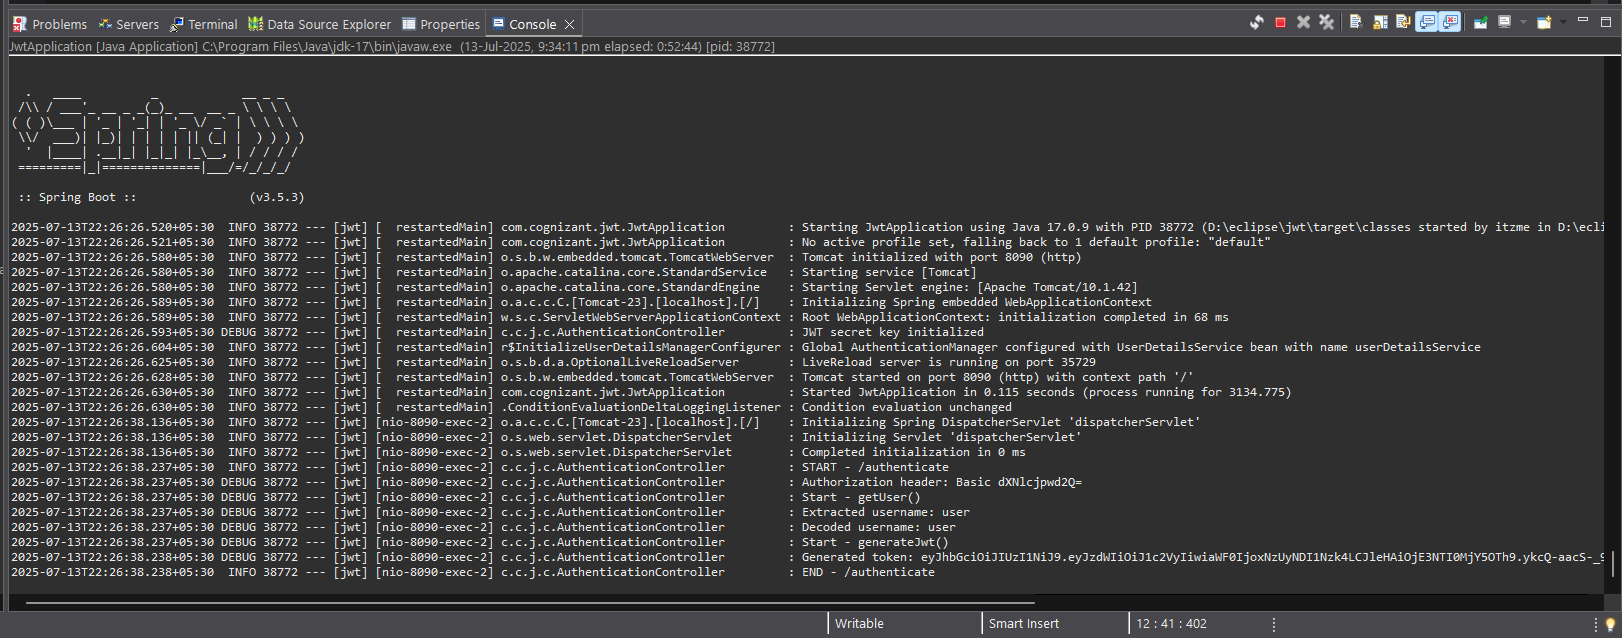 Problems Servers Terminal Data Source Explorer Properties Console
JwtApplication [Java Application] C:\Program Files\Java\jdk-17\bin\javaw.exe (13-Jul-2025, 9:34:11 pm elapsed: 0:52:44) [pid: 38772]
  .   ____          _            __ _ _
 /\\ / ___'_ __ _ _(_)_ __  __ _ \ \ \ \
( ( )\___ | '_ | '_| | '_ \/ _` | \ \ \ \
 \\/  ___)| |_)| | | | | || (_| |  ) ) ) )
  '  |____| .__|_| |_|_| |_\__, | / / / /
 =========|_|==============|___/=/_/_/_/
:: Spring Boot ::                (v3.5.3)
2025-07-13T22:26:26.520+05:30  INFO 38772 --- [jwt] [  restartedMain] com.cognizant.jwt.JwtApplication         : Starting JwtApplication using Java 17.0.9 with PID 38772 (D:\eclipse\jwt\target\classes started by itzme in D:\ecli
2025-07-13T22:26:26.521+05:30  INFO 38772 --- [jwt] [  restartedMain] com.cognizant.jwt.JwtApplication         : No active profile set, falling back to 1 default profile: "default"
2025-07-13T22:26:26.580+05:30  INFO 38772 --- [jwt] [  restartedMain] o.s.b.w.embedded.tomcat.TomcatWebServer  : Tomcat initialized with port 8090 (http)
2025-07-13T22:26:26.580+05:30  INFO 38772 --- [jwt] [  restartedMain] o.apache.catalina.core.StandardService   : Starting service [Tomcat]
2025-07-13T22:26:26.580+05:30  INFO 38772 --- [jwt] [  restartedMain] o.apache.catalina.core.StandardEngine    : Starting Servlet engine: [Apache Tomcat/10.1.42]
2025-07-13T22:26:26.589+05:30  INFO 38772 --- [jwt] [  restartedMain] o.a.c.c.C.[Tomcat-23].[localhost].[/]    : Initializing Spring embedded WebApplicationContext
2025-07-13T22:26:26.589+05:30  INFO 38772 --- [jwt] [  restartedMain] w.s.c.ServletWebServerApplicationContext : Root WebApplicationContext: initialization completed in 68 ms
2025-07-13T22:26:26.593+05:30 DEBUG 38772 --- [jwt] [  restartedMain] c.c.j.c.AuthenticationController         : JWT secret key initialized
2025-07-13T22:26:26.604+05:30  INFO 38772 --- [jwt] [  restartedMain] r$InitializeUserDetailsManagerConfigurer : Global AuthenticationManager configured with UserDetailsService bean with name userDetailsService
2025-07-13T22:26:26.625+05:30  INFO 38772 --- [jwt] [  restartedMain] o.s.b.d.a.OptionalLiveReloadServer       : LiveReload server is running on port 35729
2025-07-13T22:26:26.628+05:30  INFO 38772 --- [jwt] [  restartedMain] o.s.b.w.embedded.tomcat.TomcatWebServer  : Tomcat started on port 8090 (http) with context path '/'
2025-07-13T22:26:26.630+05:30  INFO 38772 --- [jwt] [  restartedMain] com.cognizant.jwt.JwtApplication         : Started JwtApplication in 0.115 seconds (process running for 3134.775)
2025-07-13T22:26:26.630+05:30  INFO 38772 --- [jwt] [  restartedMain] .ConditionEvaluationDeltaLoggingListener : Condition evaluation unchanged
2025-07-13T22:26:38.136+05:30  INFO 38772 --- [jwt] [nio-8090-exec-2] o.a.c.c.C.[Tomcat-23].[localhost].[/]    : Initializing Spring DispatcherServlet 'dispatcherServlet'
2025-07-13T22:26:38.136+05:30  INFO 38772 --- [jwt] [nio-8090-exec-2] o.s.web.servlet.DispatcherServlet        : Initializing Servlet 'dispatcherServlet'
2025-07-13T22:26:38.136+05:30  INFO 38772 --- [jwt] [nio-8090-exec-2] o.s.web.servlet.DispatcherServlet        : Completed initialization in 0 ms
2025-07-13T22:26:38.237+05:30  INFO 38772 --- [jwt] [nio-8090-exec-2] c.c.j.c.AuthenticationController         : START - /authenticate
2025-07-13T22:26:38.237+05:30 DEBUG 38772 --- [jwt] [nio-8090-exec-2] c.c.j.c.AuthenticationController         : Authorization header: Basic dXNlcjpwd2Q=
2025-07-13T22:26:38.237+05:30 DEBUG 38772 --- [jwt] [nio-8090-exec-2] c.c.j.c.AuthenticationController         : Start - getUser()
2025-07-13T22:26:38.237+05:30 DEBUG 38772 --- [jwt] [nio-8090-exec-2] c.c.j.c.AuthenticationController         : Extracted username: user
2025-07-13T22:26:38.237+05:30 DEBUG 38772 --- [jwt] [nio-8090-exec-2] c.c.j.c.AuthenticationController         : Decoded username: user
2025-07-13T22:26:38.237+05:30 DEBUG 38772 --- [jwt] [nio-8090-exec-2] c.c.j.c.AuthenticationController         : Start - generateJwt()
2025-07-13T22:26:38.238+05:30 DEBUG 38772 --- [jwt] [nio-8090-exec-2] c.c.j.c.AuthenticationController         : Generated token: eyJhbGciOiJIUzI1NiJ9.eyJzdWIiOiJ1c2VyIiwiaWF0IjoxNzUyNDI1Nzk4LCJleHAiOjE3NTI0MjY5OTh9.ykcQ-aacS-_9
2025-07-13T22:26:38.238+05:30  INFO 38772 --- [jwt] [nio-8090-exec-2] c.c.j.c.AuthenticationController         : END - /authenticate
Writable Smart Insert 12 : 41 : 402